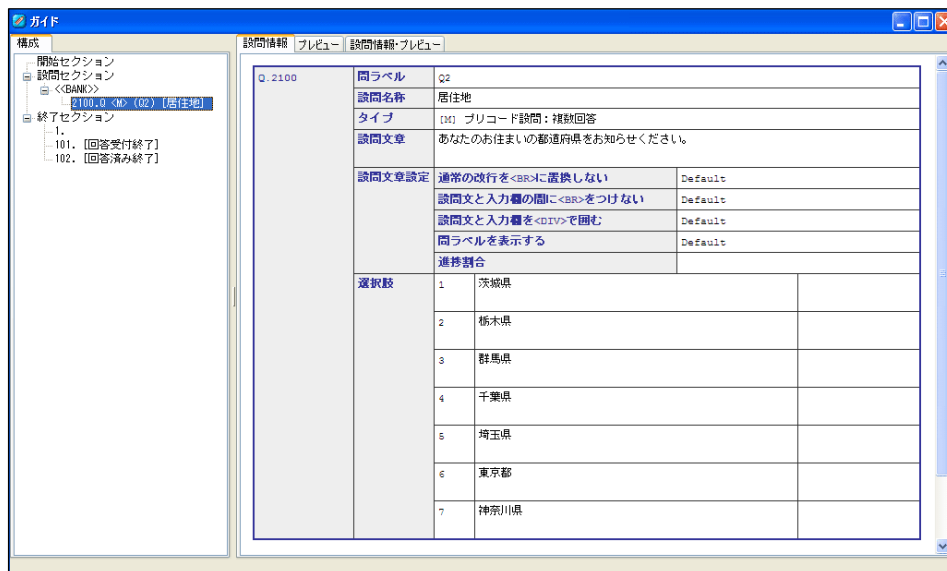 ガイド
構成
開始セクション
設問セクション
<<BANK>>
2100.Q <M> (Q2) [居住地]
終了セクション
1.
101. [回答受付終了]
102. [回答済み終了]
設問情報 プレビュー 設問情報・プレビュー
Q.2100 問ラベル Q2
設問名称 居住地
タイプ [M] プリコード設問：複数回答
設問文章 あなたのお住まいの都道府県をお知らせください。
設問文章設定 通常の改行を<BR>に置換しない Default
設問文と入力欄の間に<BR>をつけない Default
設問文と入力欄を<DIV>で囲む Default
問ラベルを表示する Default
進捗割合
選択肢 1 茨城県
2 栃木県
3 群馬県
4 千葉県
5 埼玉県
6 東京都
7 神奈川県